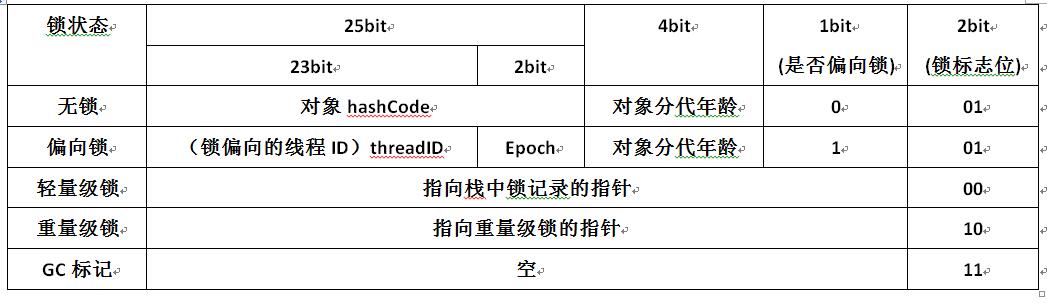 锁状态 25bit 4bit 1bit 2bit
23bit 2bit (是否偏向锁) (锁标志位)
无锁 对象 hashCode 对象分代年龄 0 01
偏向锁 （锁偏向的线程 ID）threadID Epoch 对象分代年龄 1 01
轻量级锁 指向栈中锁记录的指针 00
重量级锁 指向重量级锁的指针 10
GC 标记 空 11